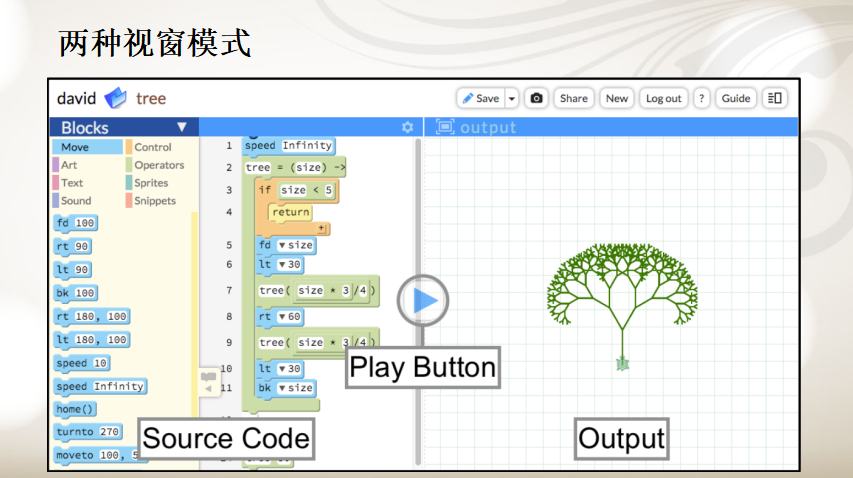 两种视窗模式
david tree
Save Share New Log out ? Guide
Blocks
output
Move Control
Art Operators
Text Sprites
Sound Snippets
fd 100
rt 90
lt 90
bk 100
rt 180, 100
lt 180, 100
speed 10
speed Infinity
home()
turnto 270
moveto 100,
1 speed Infinity
2 tree = (size) ->
3 if size < 5
4 return
5 fd size
6 lt 30
7 tree( size * 3/4)
8 rt 60
9 tree( size * 3/4)
10 lt 30
11 bk size
Play Button
Source Code
Output